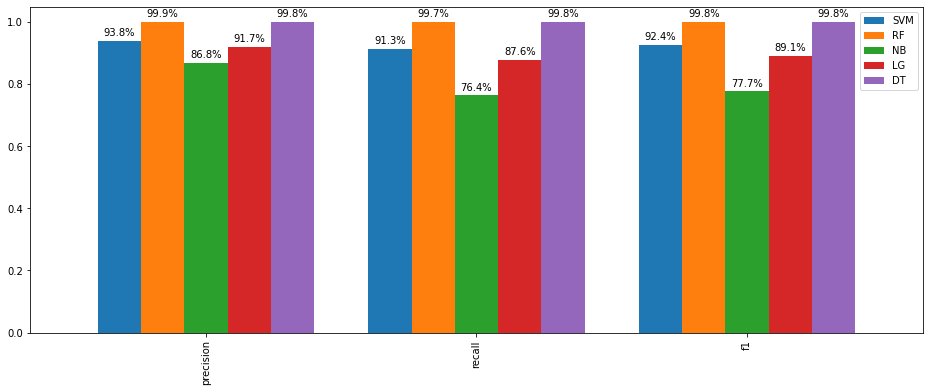 1.0
0.8
0.6
0.4
0.2
0.0
93.8%
99.9%
86.8%
91.7%
99.8%
91.3%
99.7%
76.4%
87.6%
99.8%
92.4%
99.8%
77.7%
89.1%
99.8%
SVM
RF
NB
LG
DT
precision
recall
f1